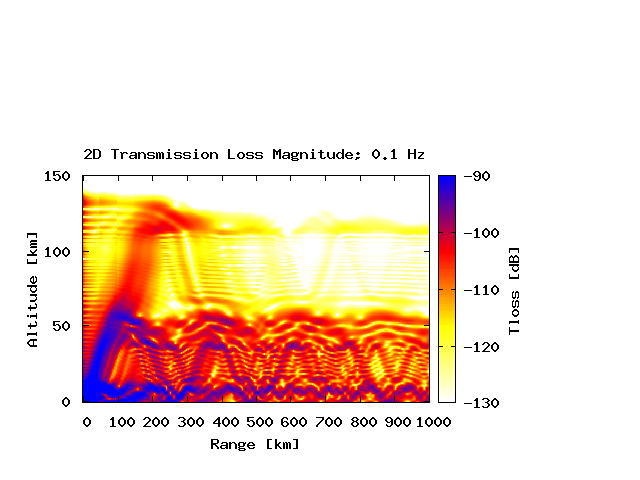 2D Transmission Loss Magnitude; 0.1 Hz
150
100
50
0
Altitude [km]
0 100 200 300 400 500 600 700 800 900 1000
Range [km]
-90
-100
-110
-120
-130
Tloss [dB]